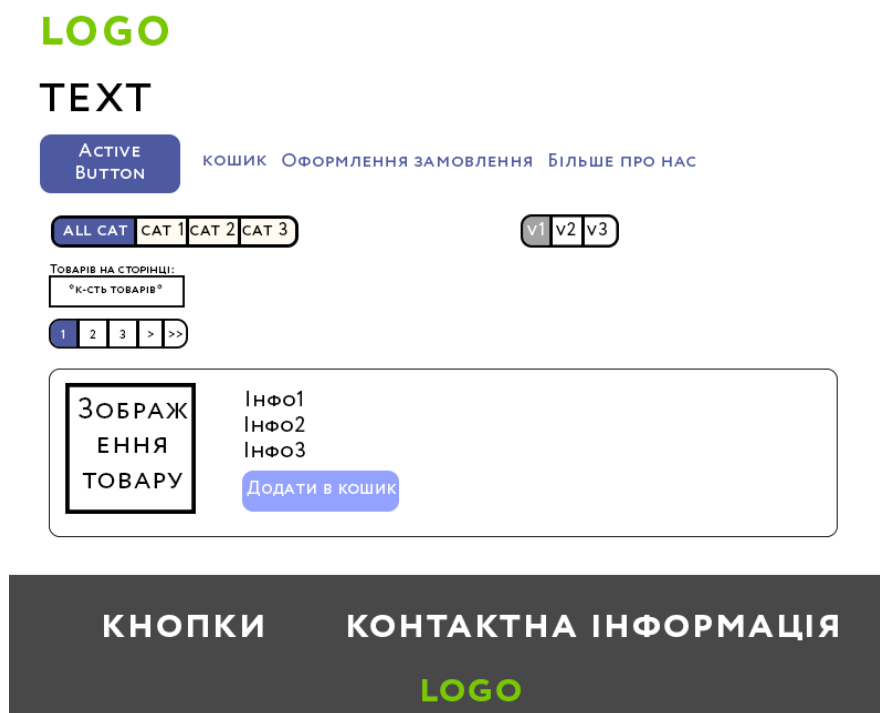 LOGO
TEXT
Active
Button
кошик Оформлення замовлення Більше про нас
ALL CAT CAT 1 CAT 2 CAT 3
V1 V2 V3
Товарів на сторінці:
*к-сть товарів*
1 2 3 > >>
Зображ
ення
товару
Інфо1
Інфо2
Інфо3
Додати в кошик
КНОПКИ КОНТАКТНА ІНФОРМАЦІЯ
LOGO